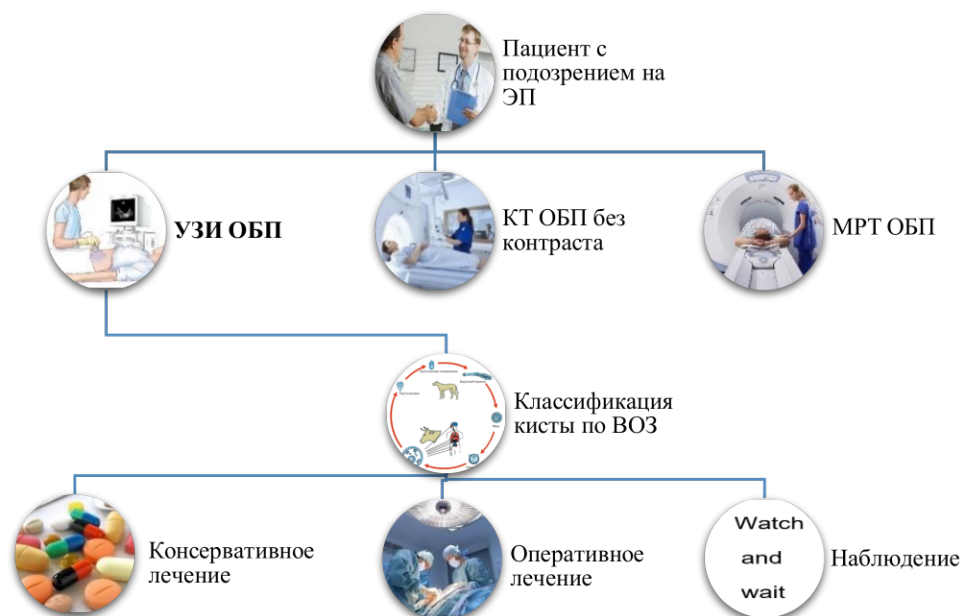 Пациент с
подозрением на
ЭП
УЗИ ОБП
КТ ОБП без
контраста
МРТ ОБП
Классификация
кисты по ВОЗ
Консервативное
лечение
Оперативное
лечение
Watch
and
wait
Наблюдение